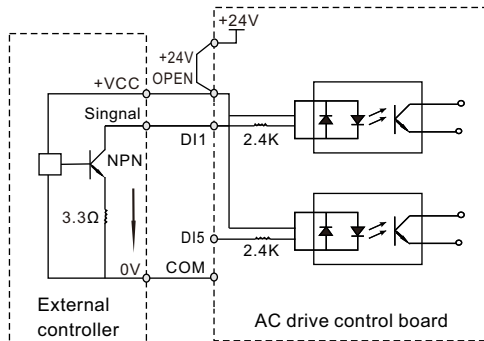 +24V
+24V
OPEN
+VCC
Singnal
DI1
2.4K
NPN
3.3Ω
DI5
2.4K
0V
COM
External
controller
AC drive control board